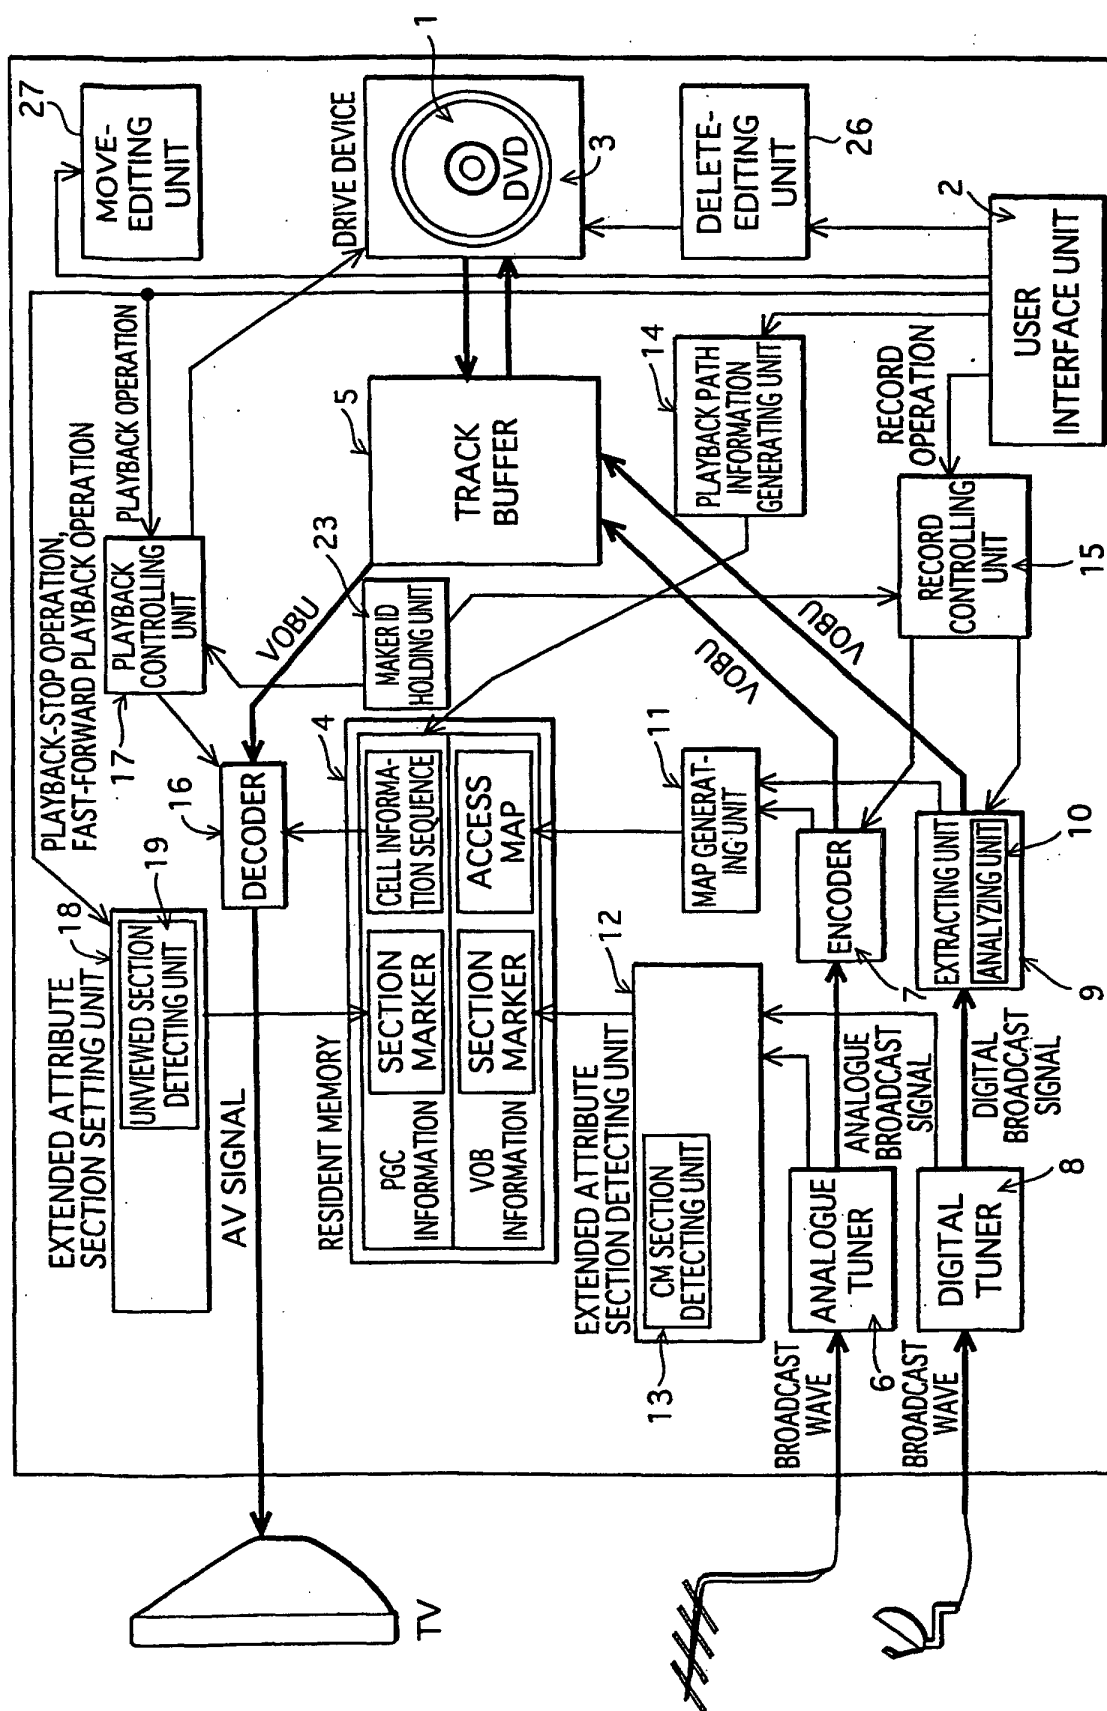 TV
AV SIGNAL
EXTENDED ATTRIBUTE
SECTION SETTING UNIT
18
UNVIEWED SECTION
DETECTING UNIT
19
PLAYBACK-STOP OPERATION,
FAST-FORWARD PLAYBACK OPERATION
PLAYBACK OPERATION
17
PLAYBACK
CONTROLLING
UNIT
16
DECODER
VOBU
MOVE-
EDITING
UNIT
27
RESIDENT MEMORY
4
PGC
INFORMATION
SECTION
MARKER
CELL INFORMA-
TION SEQUENCE
VOB
INFORMATION
SECTION
MARKER
ACCESS
MAP
MAKER ID
HOLDING UNIT
23
TRACK
BUFFER
5
DRIVE DEVICE
DVD
1
3
EXTENDED ATTRIBUTE
SECTION DETECTING UNIT
12
CM SECTION
DETECTING UNIT
13
MAP GENERAT-
ING UNIT
11
VOBU
VOBU
PLAYBACK PATH
INFORMATION
GENERATING UNIT
14
DELETE-
EDITING
UNIT
26
BROADCAST
WAVE
ANALOGUE
TUNER
6
ANALOGUE
BROADCAST
SIGNAL
ENCODER
7
BROADCAST
WAVE
DIGITAL
TUNER
8
DIGITAL
BROADCAST
SIGNAL
EXTRACTING UNIT
ANALYZING UNIT
10
9
RECORD
CONTROLLING
UNIT
15
RECORD
OPERATION
USER
INTERFACE UNIT
2